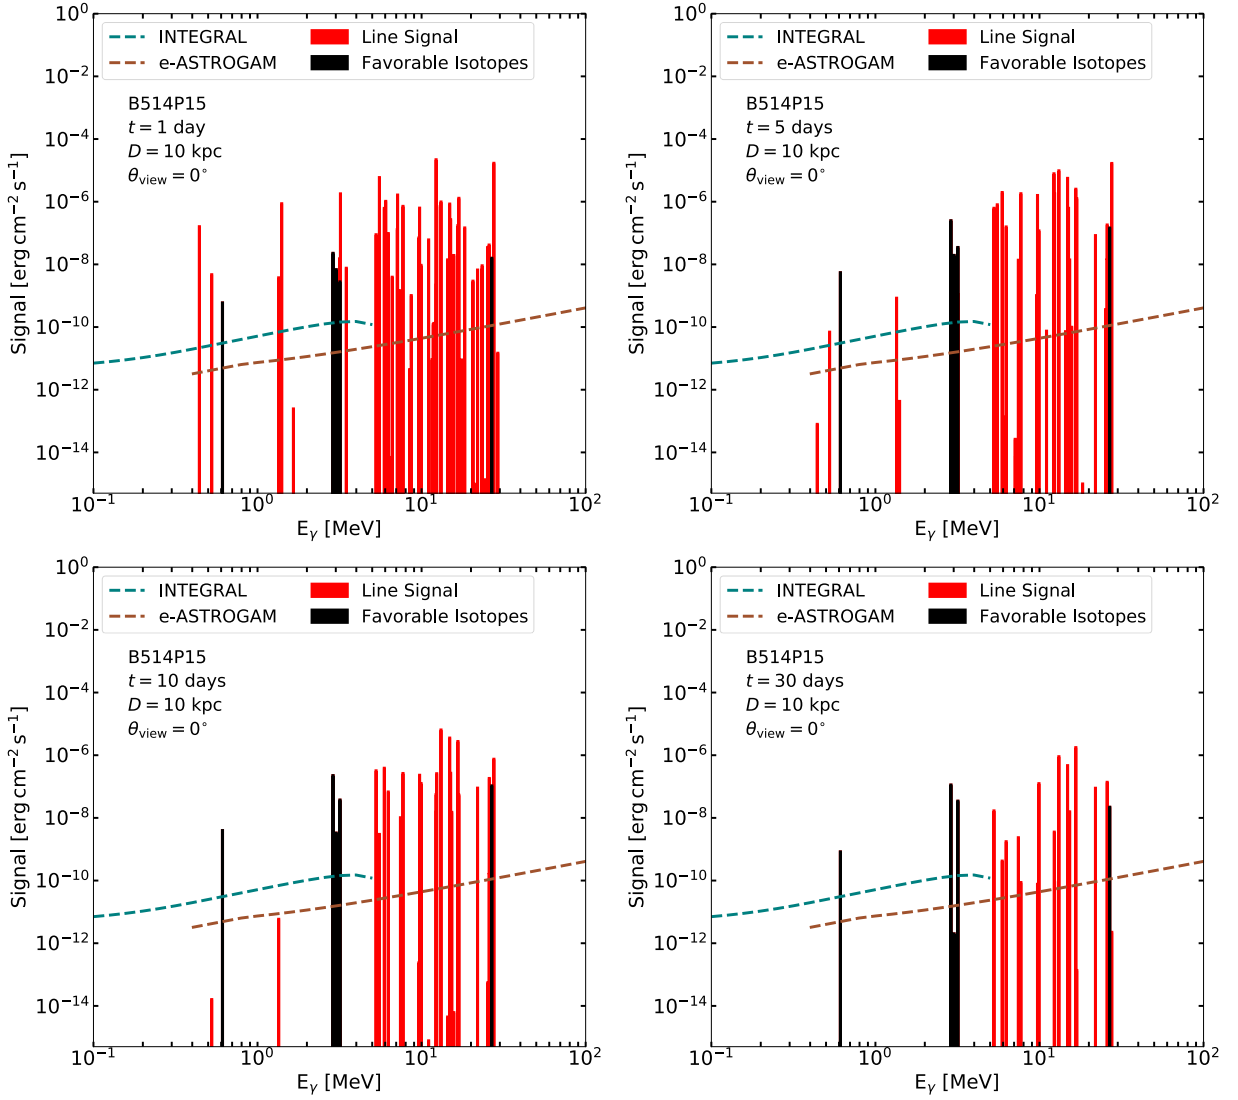 INTEGRAL
e-ASTROGAM
Line Signal
Favorable Isotopes
B514P15
t = 1 day
D = 10 kpc
θ_view = 0°
10^0
10^−2
10^−4
10^−6
10^−8
10^−10
10^−12
10^−14
Signal [erg cm^−2 s^−1]
10^−1
10^0
10^1
10^2
E_γ [MeV]
INTEGRAL
e-ASTROGAM
Line Signal
Favorable Isotopes
B514P15
t = 5 days
D = 10 kpc
θ_view = 0°
10^0
10^−2
10^−4
10^−6
10^−8
10^−10
10^−12
10^−14
Signal [erg cm^−2 s^−1]
10^−1
10^0
10^1
10^2
E_γ [MeV]
INTEGRAL
e-ASTROGAM
Line Signal
Favorable Isotopes
B514P15
t = 10 days
D = 10 kpc
θ_view = 0°
10^0
10^−2
10^−4
10^−6
10^−8
10^−10
10^−12
10^−14
Signal [erg cm^−2 s^−1]
10^−1
10^0
10^1
10^2
E_γ [MeV]
INTEGRAL
e-ASTROGAM
Line Signal
Favorable Isotopes
B514P15
t = 30 days
D = 10 kpc
θ_view = 0°
10^0
10^−2
10^−4
10^−6
10^−8
10^−10
10^−12
10^−14
Signal [erg cm^−2 s^−1]
10^−1
10^0
10^1
10^2
E_γ [MeV]